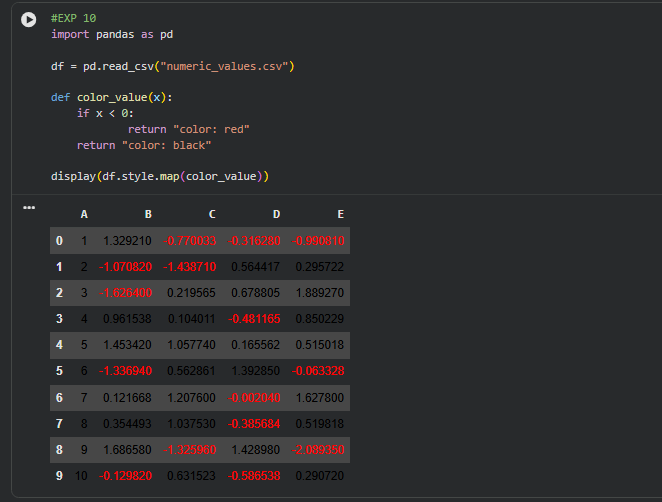 #EXP 10
import pandas as pd
df = pd.read_csv("numeric_values.csv")
def color_value(x):
if x < 0:
return "color: red"
return "color: black"
display(df.style.map(color_value))
A B C D E
0 1 1.329210 -0.770033 -0.316280 -0.990810
1 2 -1.070820 -1.438710 0.564417 0.295722
2 3 -1.626400 0.219565 0.678805 1.889270
3 4 0.961538 0.104011 -0.481165 0.850229
4 5 1.453420 1.057740 0.165562 0.515018
5 6 -1.336940 0.562861 1.392850 -0.063328
6 7 0.121668 1.207600 -0.002040 1.627800
7 8 0.354493 1.037530 -0.385684 0.519818
8 9 1.686580 -1.325960 1.428980 -2.089350
9 10 -0.129820 0.631523 -0.586538 0.290720